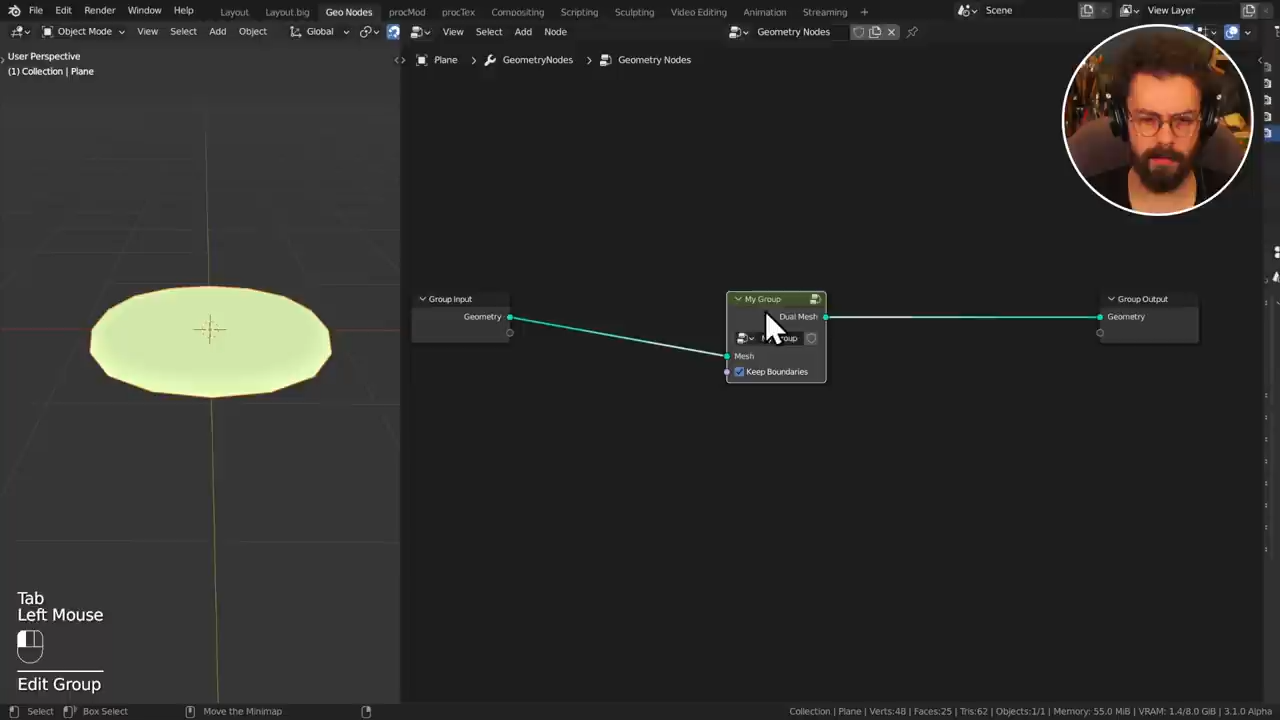 File Edit Render Window Help Layout Layout.big Geo Nodes procMod procTex Compositing Scripting Sculpting Video Editing Animation Streaming + Scene View Layer
Object Mode View Select Add Object Global View Select Add Node Geometry Nodes
User Perspective
(1) Collection | Plane
Plane > GeometryNodes > Geometry Nodes
Group Input
Geometry
My Group
Dual Mesh
Mesh
Keep Boundaries
Group Output
Geometry
Tab
Left Mouse
Edit Group
Select Box Select Move the Minimap Collection | Plane | Verts:48 | Faces:25 | Tris:62 | Objects:1/1 | Memory: 55.0 MiB | VRAM: 1.4/8.0 GiB | 3.1.0 Alpha